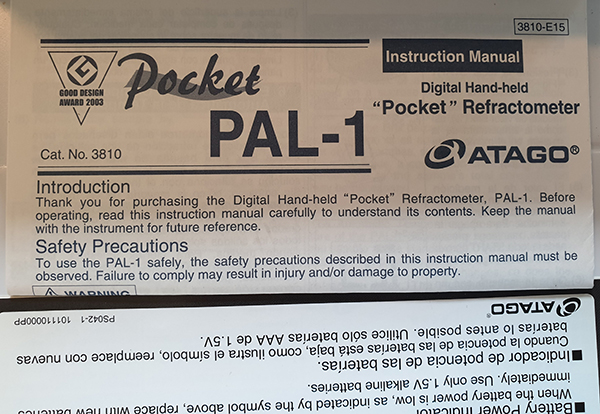 3810-E15
GOOD DESIGN
AWARD 2003
Pocket
PAL-1
Cat. No. 3810
Instruction Manual
Digital Hand-held
“Pocket” Refractometer
ATAGO®
Introduction
Thank you for purchasing the Digital Hand-held “Pocket” Refractometer, PAL-1. Before
operating, read this instruction manual carefully to understand its contents. Keep the manual
with the instrument for future reference.
Safety Precautions
To use the PAL-1 safely, the safety precautions described in this instruction manual must be
observed. Failure to comply may result in injury and/or damage to property.
WARNING
■Battery Power Indicator
When the battery power is low, as indicated by the symbol above, replace with new batteries
immediately. Use only 1.5V alkaline batteries.
■Indicador de potencia de las baterías.
Cuando la potencia de las baterías está baja, como ilustra el símbolo, reemplace con nuevas
baterías lo antes posible. Utilice sólo baterías AAA de 1.5V.
ATAGO®
PS042-1 101110000PP